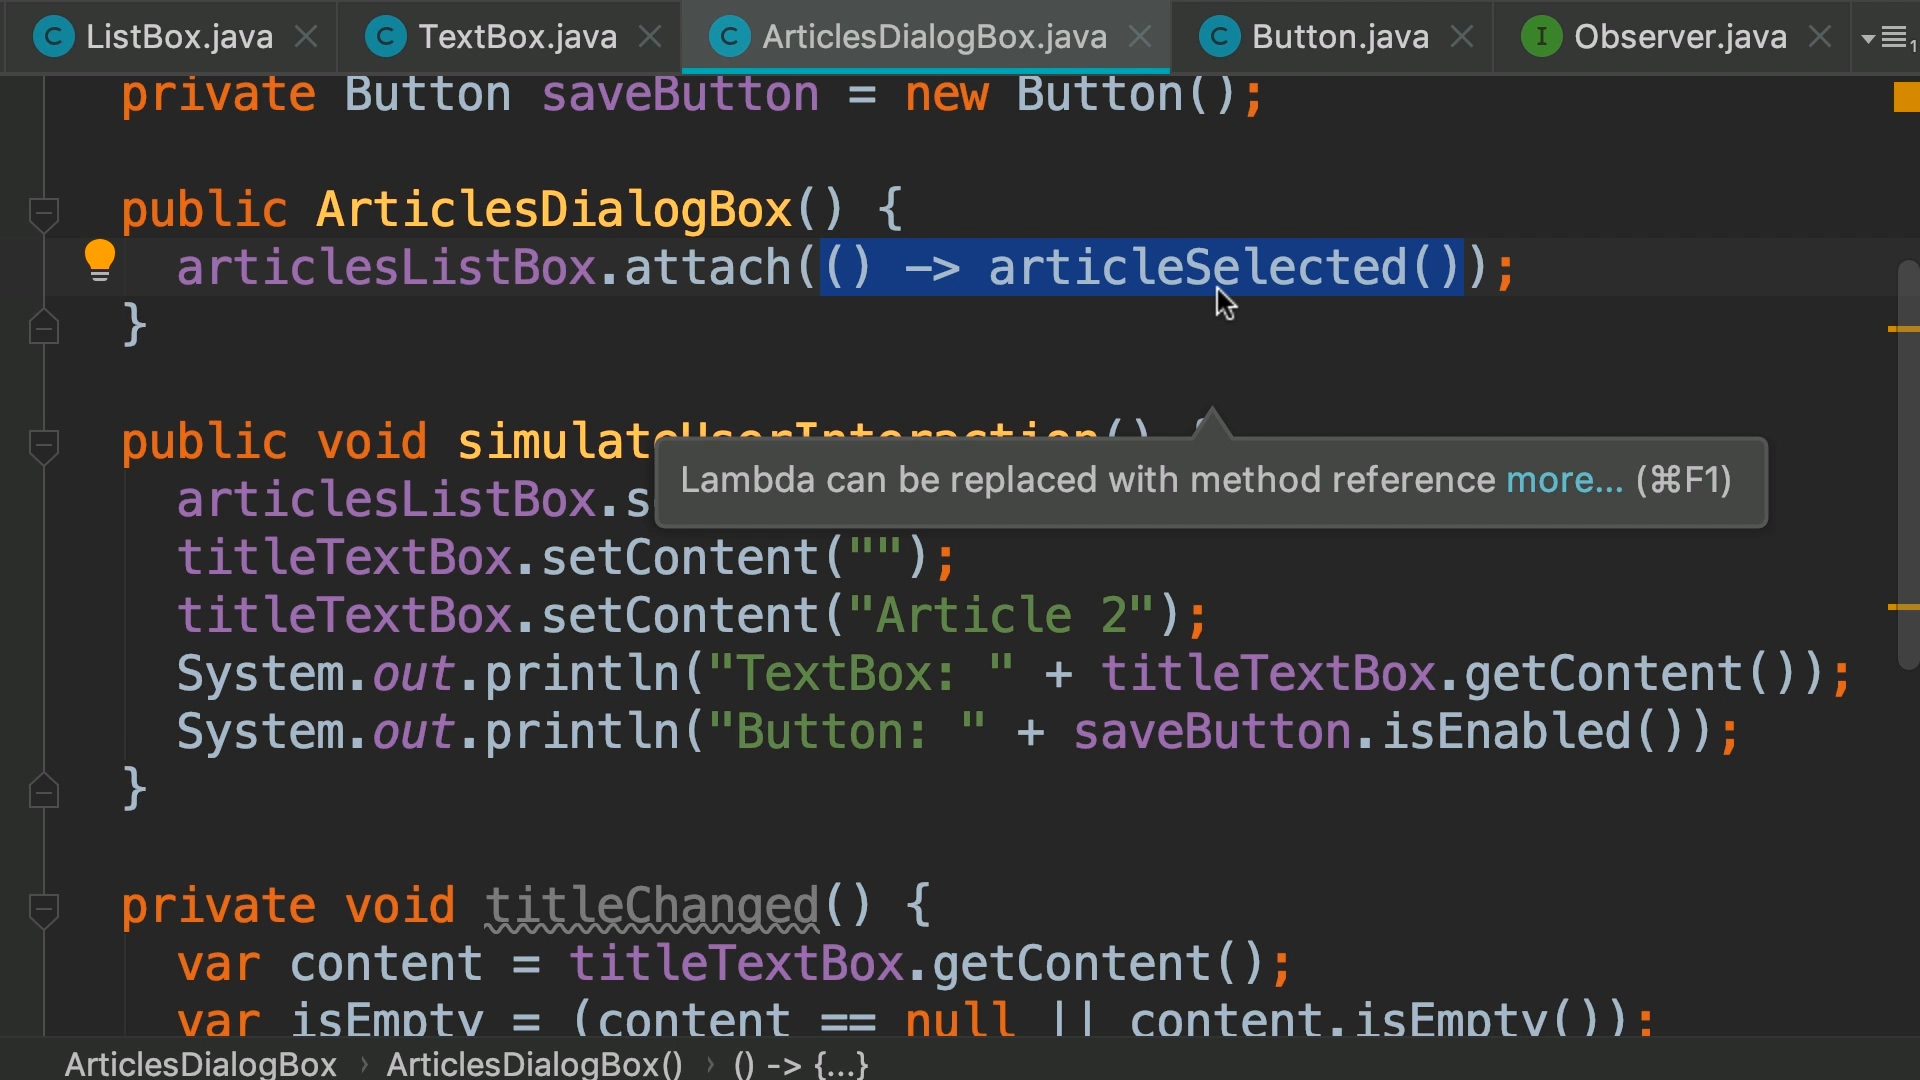 ListBox.java
TextBox.java
ArticlesDialogBox.java
Button.java
Observer.java
1
private Button saveButton = new Button();
public ArticlesDialogBox() {
articlesListBox.attach(() -> articleSelected());
}
public void simulateUserInteraction() {
articlesListBox.s
Lambda can be replaced with method reference more... (⌘F1)
titleTextBox.setContent("");
titleTextBox.setContent("Article 2");
System.out.println("TextBox: " + titleTextBox.getContent());
System.out.println("Button: " + saveButton.isEnabled());
}
private void titleChanged() {
var content = titleTextBox.getContent();
var isEmpty = (content == null || content.isEmpty());
ArticlesDialogBox › ArticlesDialogBox() › () -> {...}